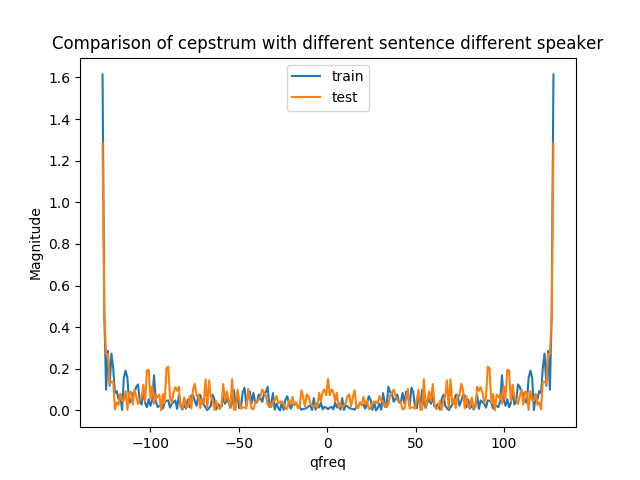 Comparison of cepstrum with different sentence different speaker
train
test
1.6
1.4
1.2
1.0
0.8
0.6
0.4
0.2
0.0
Magnitude
−100
−50
0
50
100
qfreq